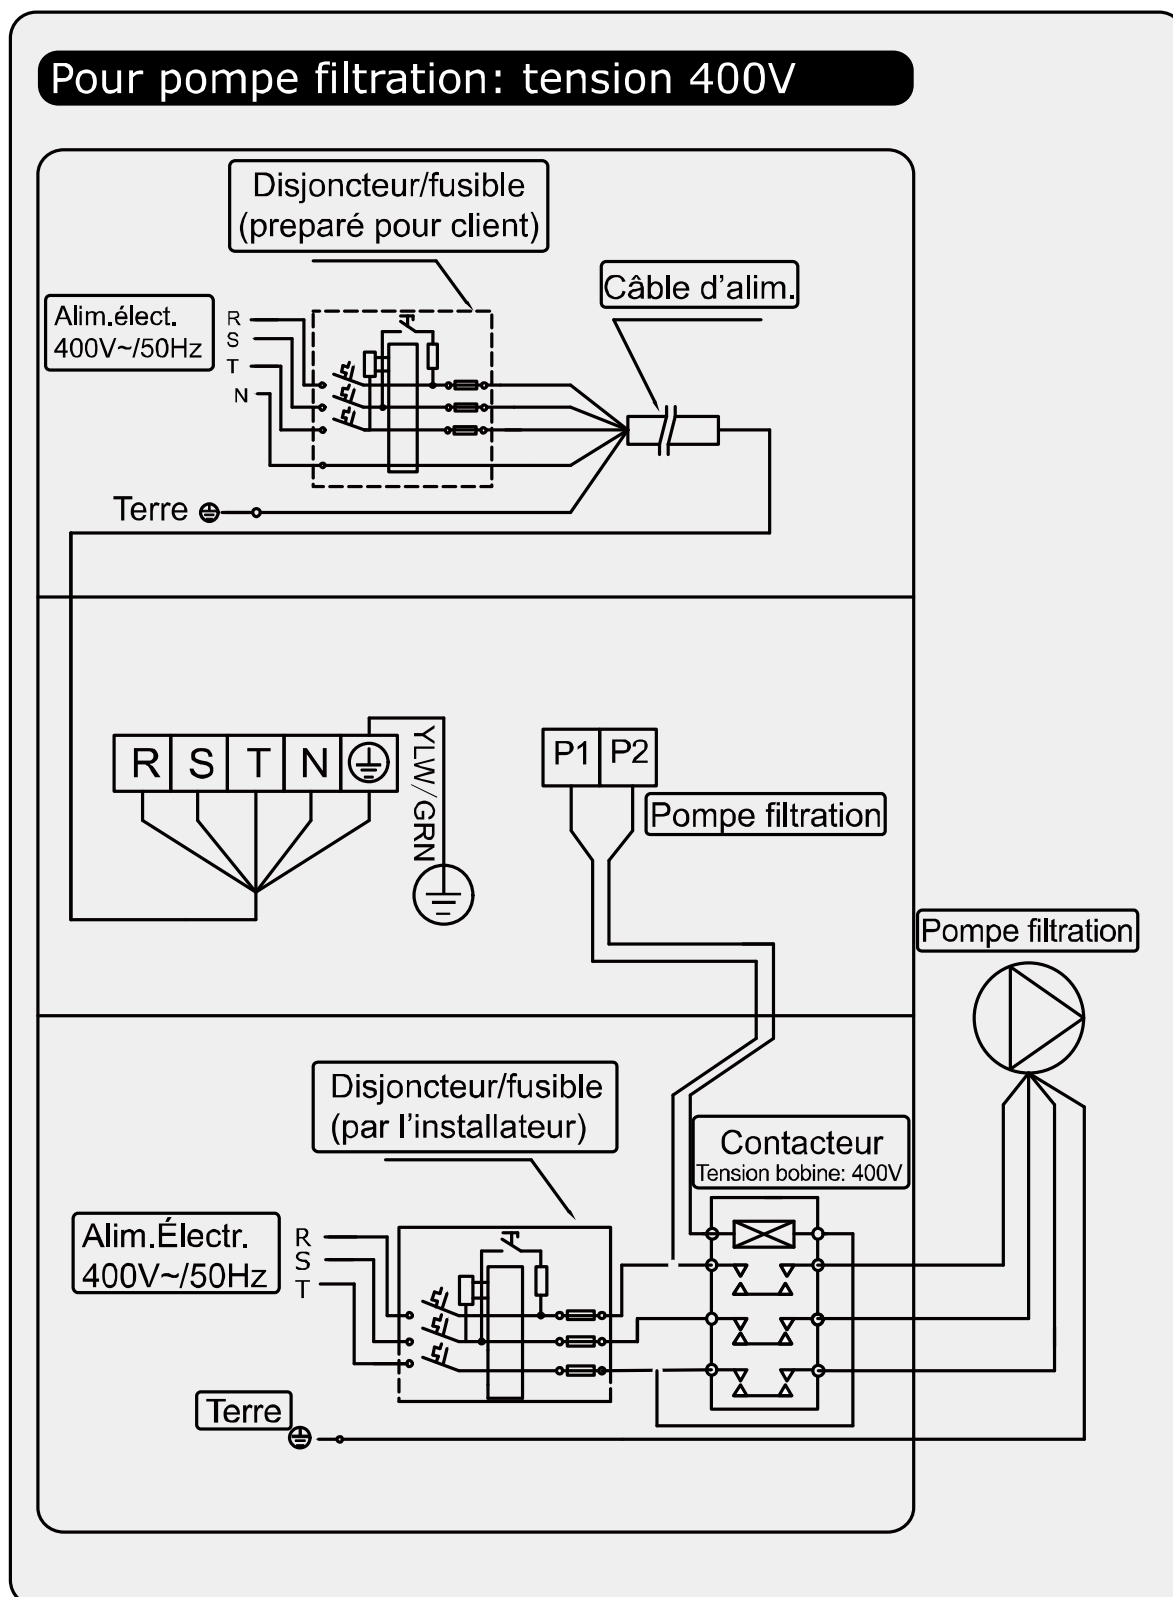 Pour pompe filtration: tension 400V
Disjoncteur/fusible
(preparé pour client)
Câble d'alim.
Alim.élect.
400V~/50Hz
R
S
T
N
Terre
R S T N
YLW/GRN
P1 P2
Pompe filtration
Pompe filtration
Disjoncteur/fusible
(par l'installateur)
Contacteur
Tension bobine: 400V
Alim.Électr.
400V~/50Hz
R
S
T
Terre